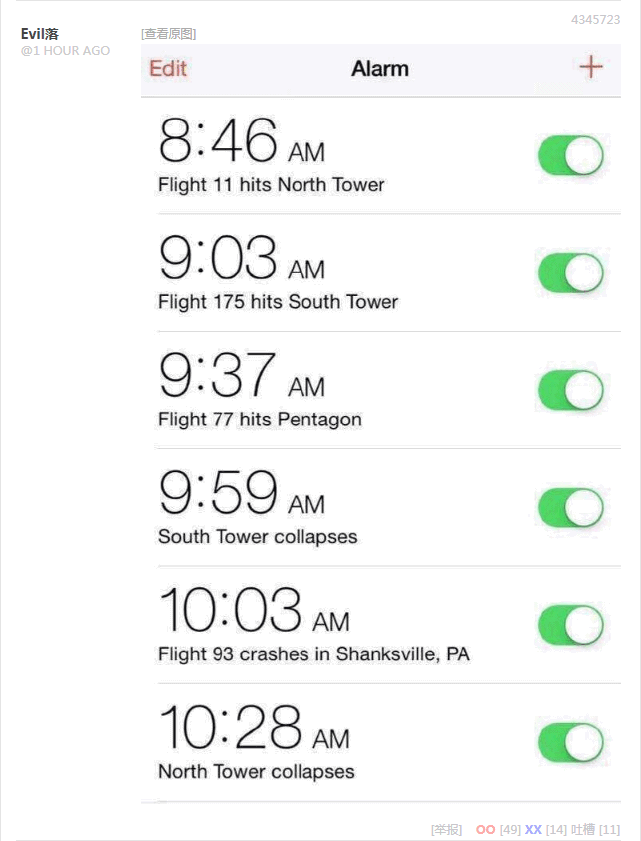 4345723
Evil落
[查看原图]
@1 HOUR AGO
Edit
Alarm
+
8:46 AM
Flight 11 hits North Tower
9:03 AM
Flight 175 hits South Tower
9:37 AM
Flight 77 hits Pentagon
9:59 AM
South Tower collapses
10:03 AM
Flight 93 crashes in Shanksville, PA
10:28 AM
North Tower collapses
[举报] OO [49] XX [14] 吐槽 [11]